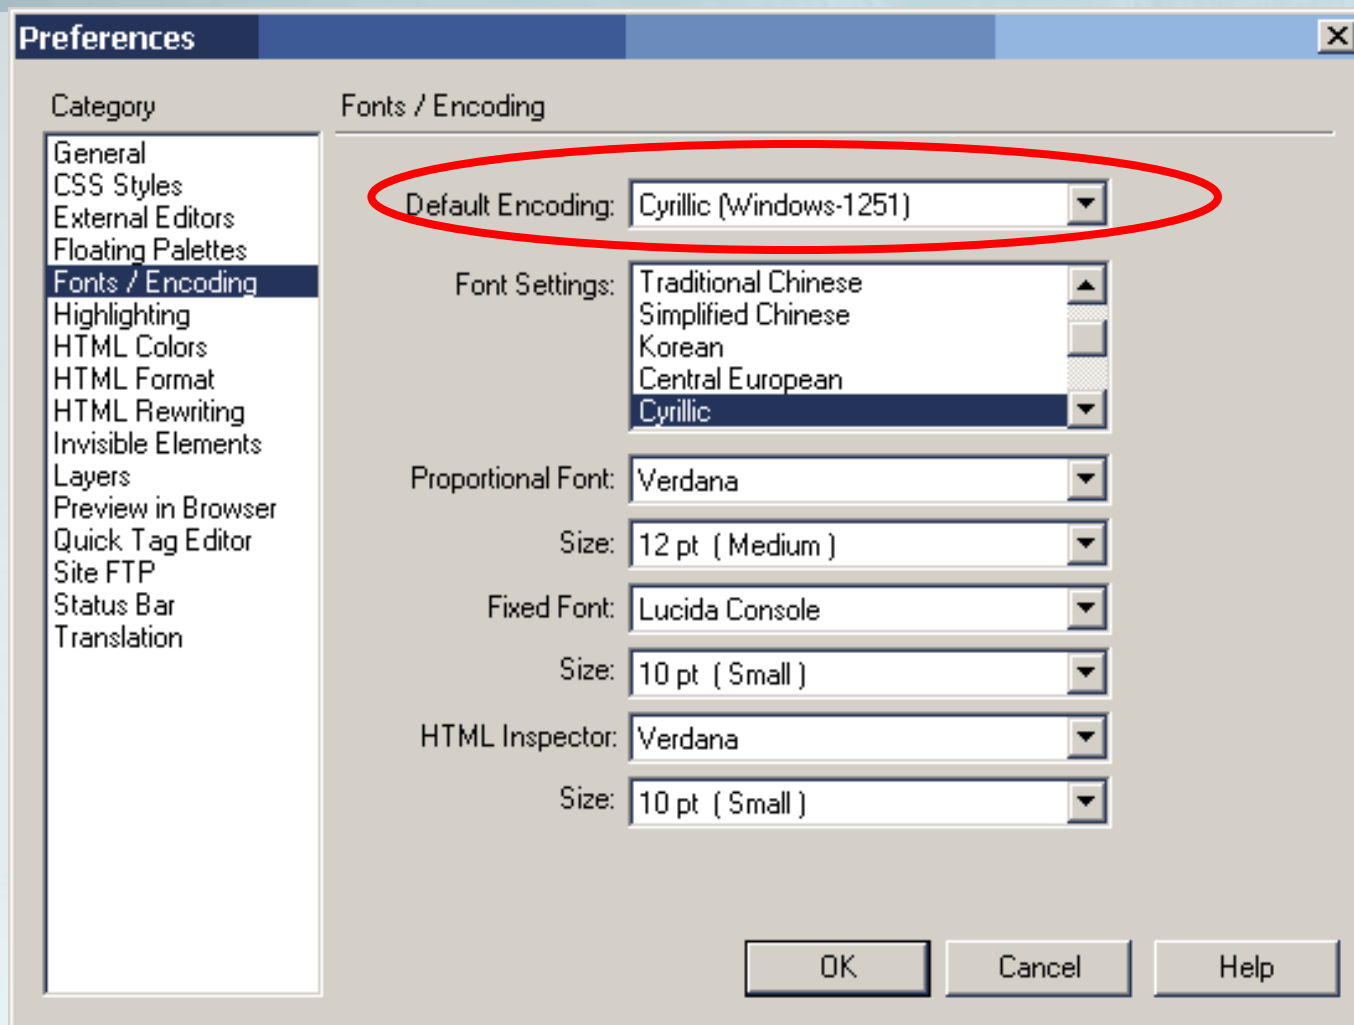 Preferences
Category
General
CSS Styles
External Editors
Floating Palettes
Fonts / Encoding
Highlighting
HTML Colors
HTML Format
HTML Rewriting
Invisible Elements
Layers
Preview in Browser
Quick Tag Editor
Site FTP
Status Bar
Translation
Fonts / Encoding
Default Encoding: Cyrillic (Windows-1251)
Font Settings: Traditional Chinese
Simplified Chinese
Korean
Central European
Cyrillic
Proportional Font: Verdana
Size: 12 pt ( Medium )
Fixed Font: Lucida Console
Size: 10 pt ( Small )
HTML Inspector: Verdana
Size: 10 pt ( Small )
OK Cancel Help